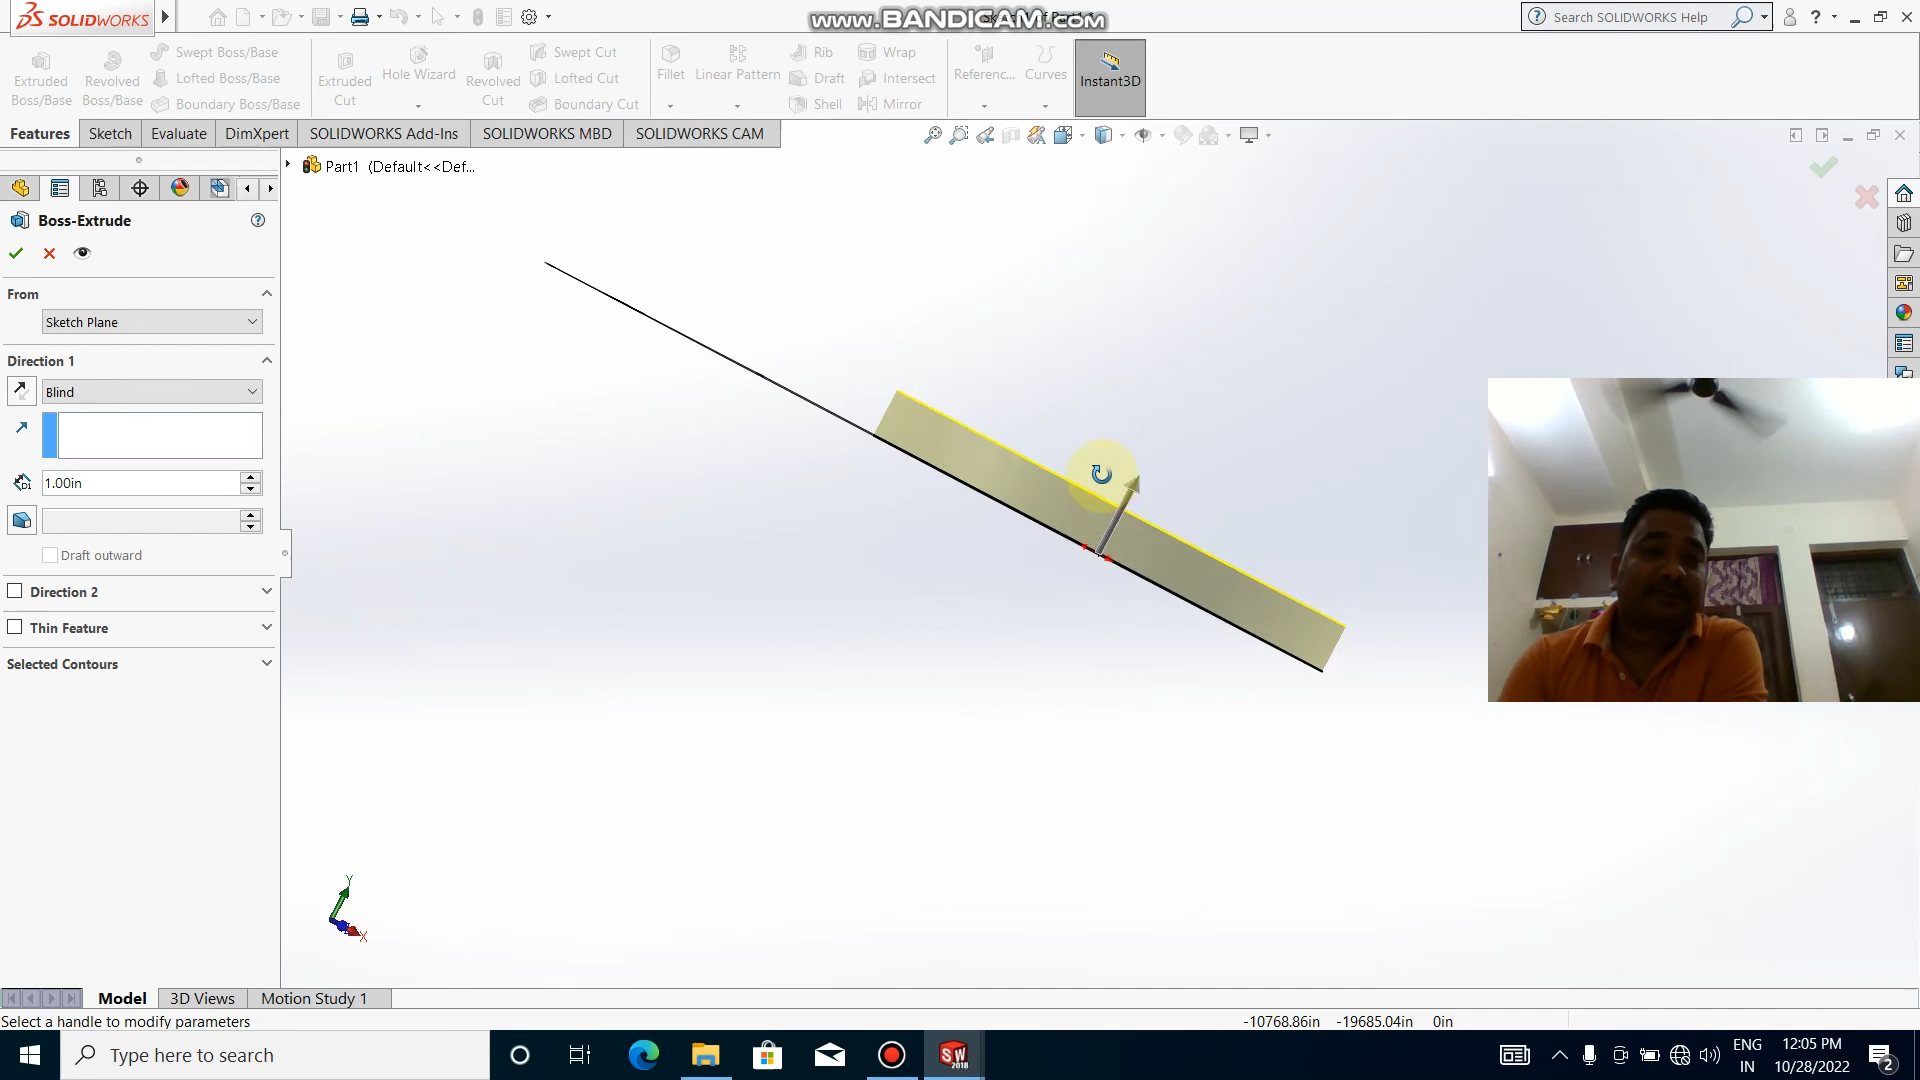 SOLIDWORKS
www.BANDICAM.com
Search SOLIDWORKS Help
Extruded Boss/Base
Revolved Boss/Base
Swept Boss/Base
Lofted Boss/Base
Boundary Boss/Base
Extruded Cut
Hole Wizard
Revolved Cut
Swept Cut
Lofted Cut
Boundary Cut
Fillet
Linear Pattern
Rib
Draft
Shell
Wrap
Intersect
Mirror
Referenc...
Curves
Instant3D
Features
Sketch
Evaluate
DimXpert
SOLIDWORKS Add-Ins
SOLIDWORKS MBD
SOLIDWORKS CAM
Part1 (Default<<Def...
Boss-Extrude
From
Sketch Plane
Direction 1
Blind
D1
1.00in
Draft outward
Direction 2
Thin Feature
Selected Contours
Y
X
Model
3D Views
Motion Study 1
Select a handle to modify parameters
-10768.86in -19685.04in 0in
Type here to search
SW
2018
ENG
IN
12:05 PM
10/28/2022
2